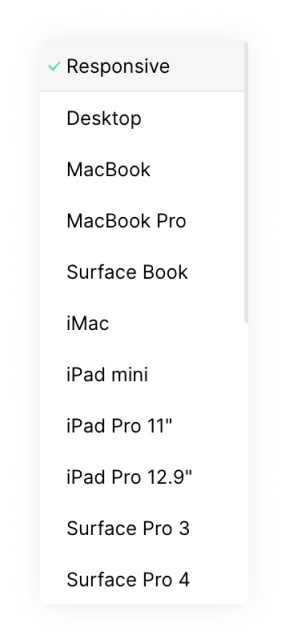 Responsive
Desktop
MacBook
MacBook Pro
Surface Book
iMac
iPad mini
iPad Pro 11"
iPad Pro 12.9"
Surface Pro 3
Surface Pro 4